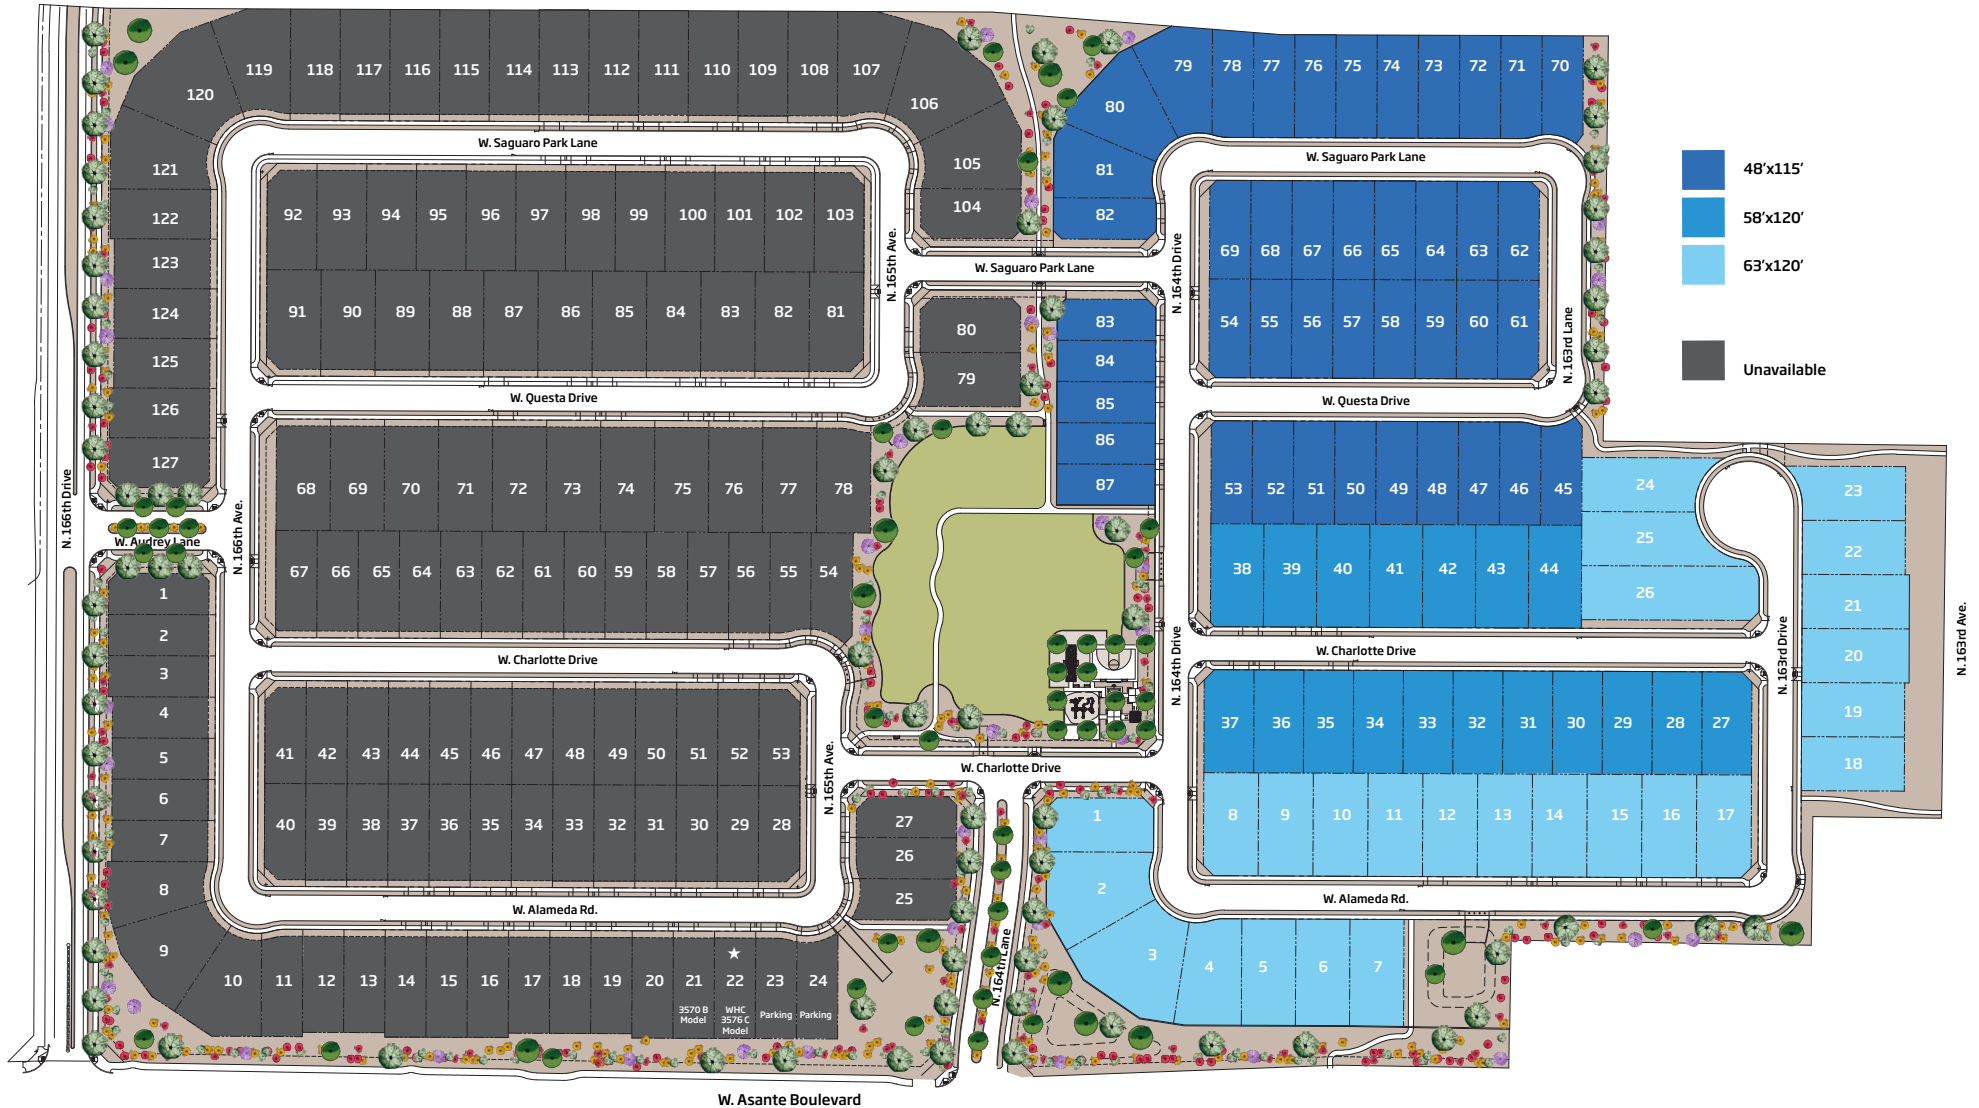 119 118 117 116 115 114 113 112 111 110 109 108 107
120
106
121
105
104
122
123
124
125
126
127
W. Saguaro Park Lane
92 93 94 95 96 97 98 99 100 101 102 103
91 90 89 88 87 86 85 84 83 82 81
N. 165th Ave.
W. Questa Drive
80
79
68 69 70 71 72 73 74 75 76 77 78
67 66 65 64 63 62 61 60 59 58 57 56 55 54
N. 166th Drive
W. Audrey Lane
N. 166th Ave.
W. Charlotte Drive
1
2
3
4
5
6
7
8
9
41 42 43 44 45 46 47 48 49 50 51 52 53
40 39 38 37 36 35 34 33 32 31 30 29 28
N. 165th Ave.
27
26
25
W. Alameda Rd.
10 11 12 13 14 15 16 17 18 19 20 21 22 23 24
3570 B
Model
WHC
3576 C
Model
Parking
Parking
79 78 77 76 75 74 73 72 71 70
80
81
82
W. Saguaro Park Lane
W. Saguaro Park Lane
N. 164th Drive
69 68 67 66 65 64 63 62
54 55 56 57 58 59 60 61
N. 163rd Lane
83
84
85
86
87
W. Questa Drive
53 52 51 50 49 48 47 46 45
38 39 40 41 42 43 44
24
25
26
23
22
21
20
19
18
N. 163rd Ave.
N. 163rd Drive
N. 164th Drive
W. Charlotte Drive
W. Charlotte Drive
37 36 35 34 33 32 31 30 29 28 27
8 9 10 11 12 13 14 15 16 17
W. Alameda Rd.
1
2
3
4 5 6 7
N. 164th Lane
W. Asante Boulevard
48'x115'
58'x120'
63'x120'
Unavailable